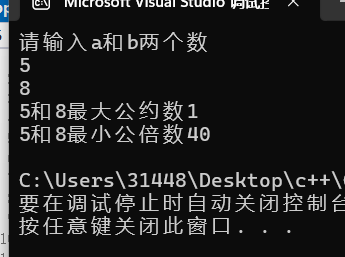 Microsoft Visual Studio 调试控
请输入a和b两个数
5
8
5和8最大公约数1
5和8最小公倍数40
C:\Users\31448\Desktop\c++\
要在调试停止时自动关闭控制台
按任意键关闭此窗口. . .